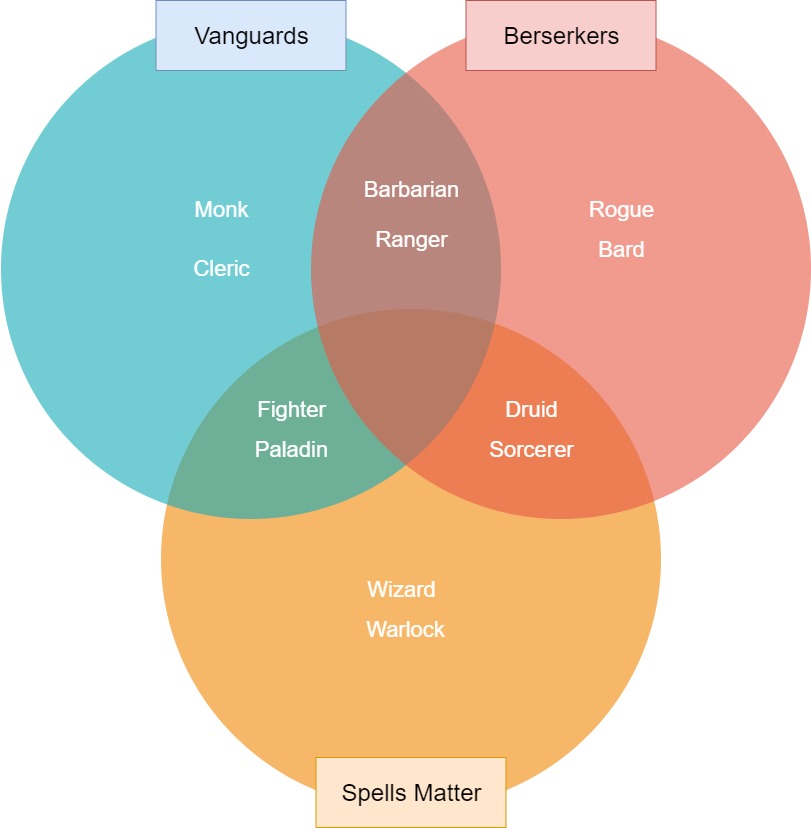 Vanguards
Berserkers
Monk
Cleric
Barbarian
Ranger
Rogue
Bard
Fighter
Paladin
Druid
Sorcerer
Wizard
Warlock
Spells Matter